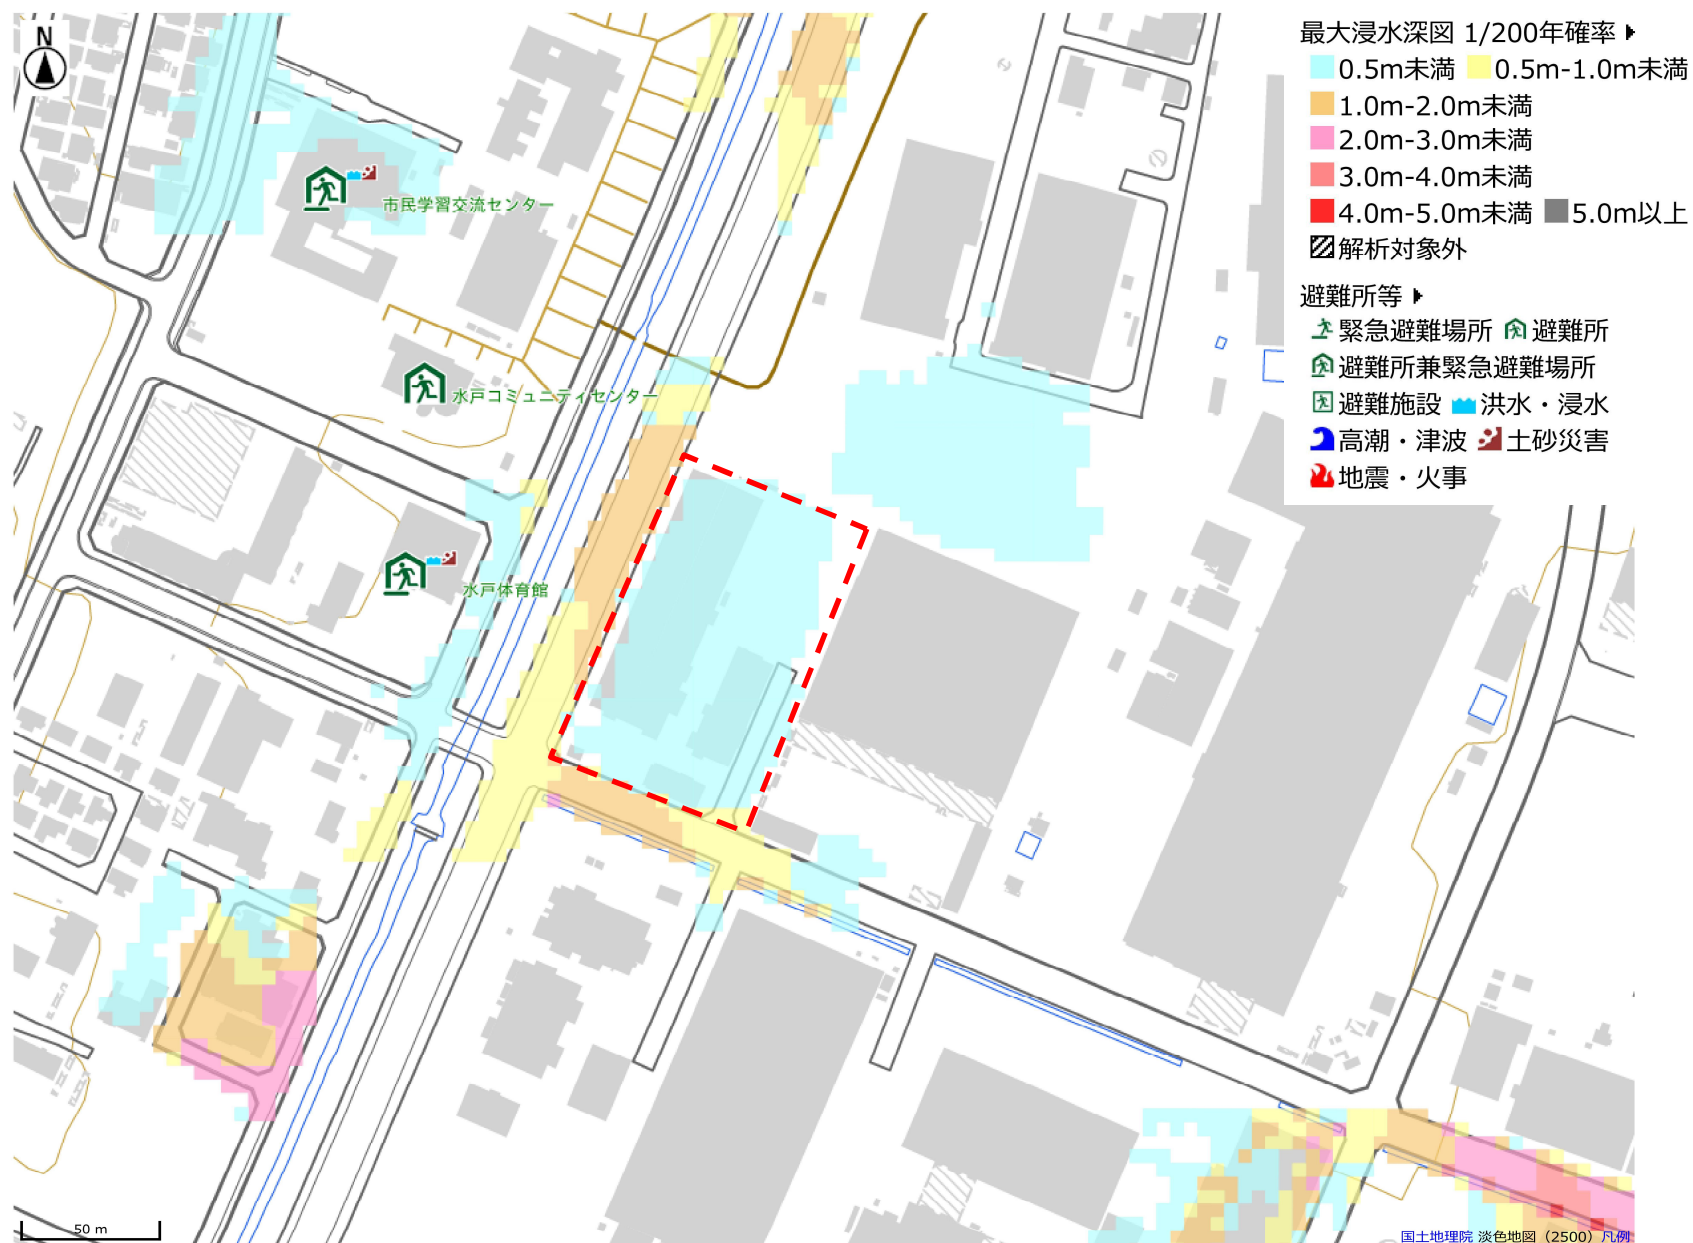 N
最大浸水深図 1/200年確率
0.5m未満 0.5m-1.0m未満
1.0m-2.0m未満
2.0m-3.0m未満
3.0m-4.0m未満
4.0m-5.0m未満 5.0m以上
解析対象外
避難所等
緊急避難場所 避難所
避難所兼緊急避難場所
避難施設 洪水・浸水
高潮・津波 土砂災害
地震・火事
市民学習交流センター
水戸コミュニティセンター
水戸体育館
50 m
国土地理院 淡色地図（2500）凡例